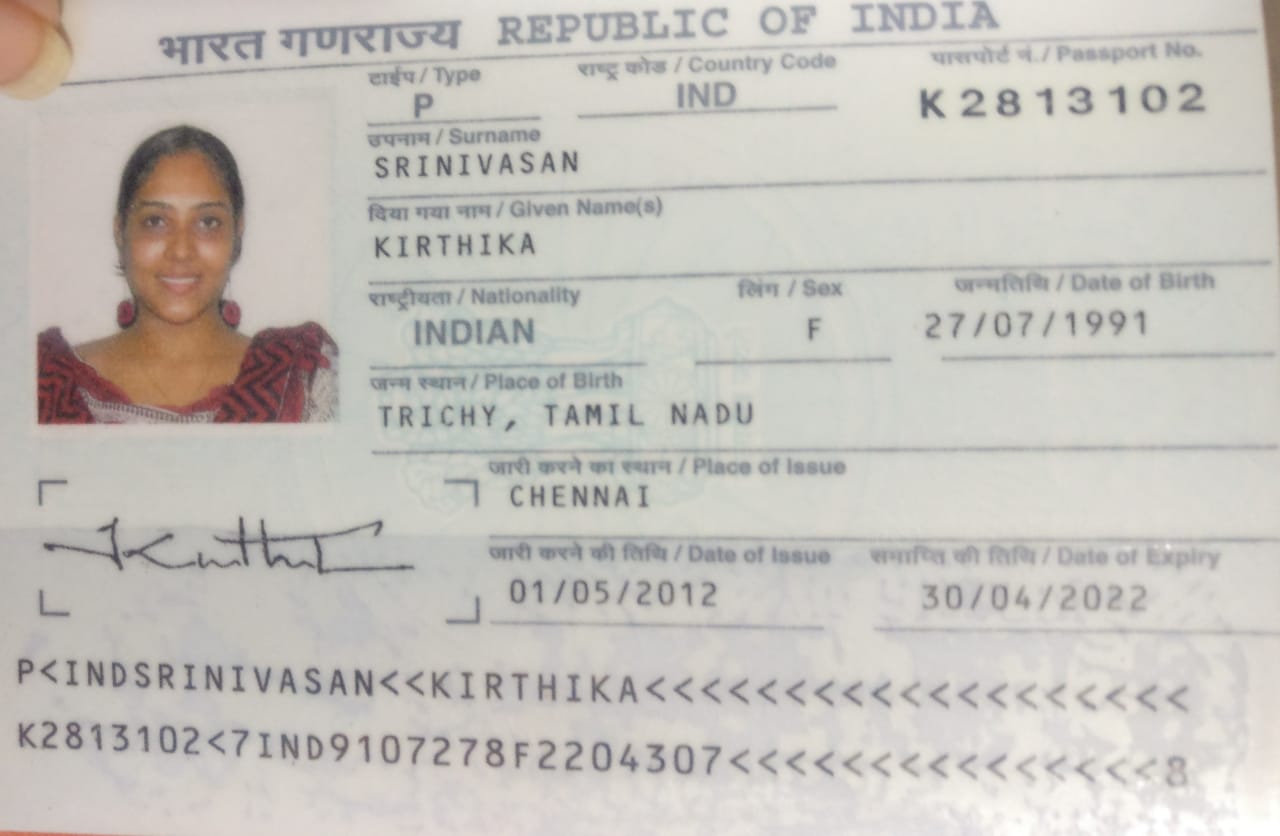 भारत गणराज्य REPUBLIC OF INDIA
टाईप / Type राष्ट्र कोड / Country Code पासपोर्ट नं./ Passport No.
P IND K2813102
उपनाम / Surname
SRINIVASAN
दिया गया नाम / Given Name(s)
KIRTHIKA
राष्ट्रीयता / Nationality लिंग / Sex जन्मतिथि / Date of Birth
INDIAN F 27/07/1991
जन्म स्थान / Place of Birth
TRICHY, TAMIL NADU
जारी करने का स्थान / Place of Issue
CHENNAI
जारी करने की तिथि / Date of Issue समाप्ति की तिथि / Date of Expiry
01/05/2012 30/04/2022
P<INDSRINIVASAN<<KIRTHIKA<<<<<<<<<<<<<<<<<<<
K2813102<7IND9107278F2204307<<<<<<<<<<<<<<<8